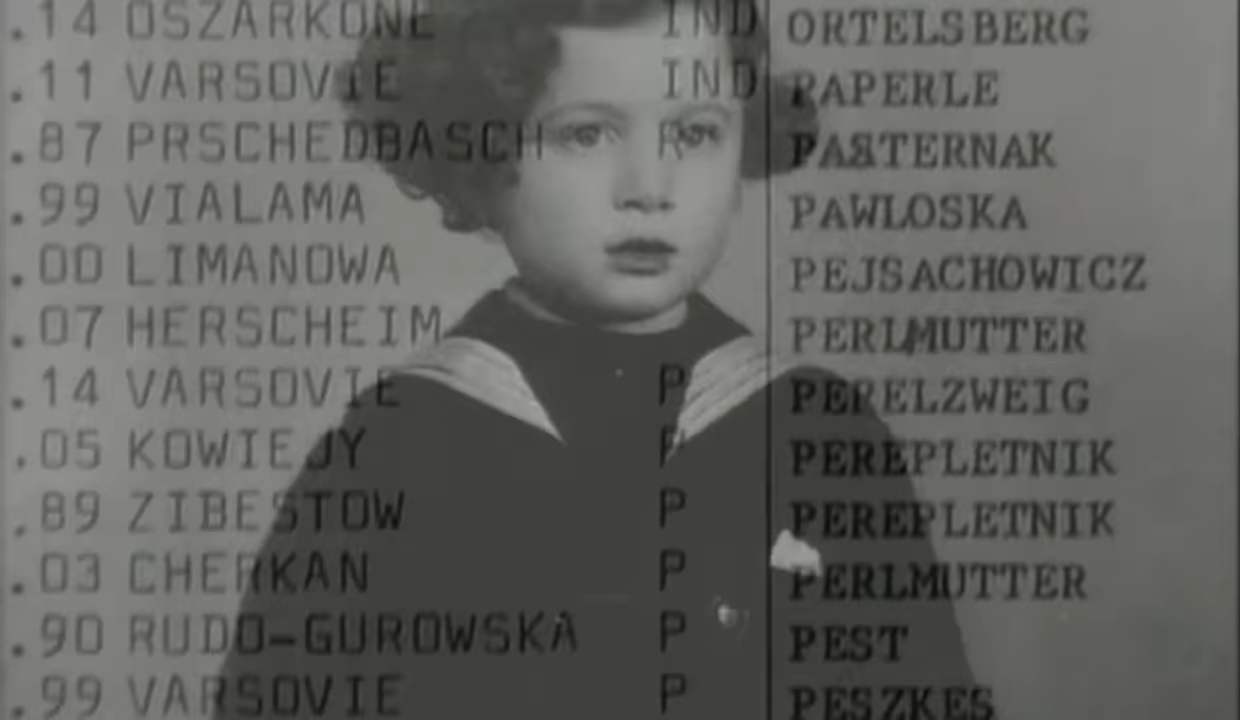 .14 OSZARKONE IND ORTELSBERG
.11 VARSOVIE IND PAPERLE
.87 PRSCHEDBASCH R PASTERNAK
.99 VIALAMA PAWLOSKA
.00 LIMANOWA PEJSACHOWICZ
.07 HERSCHEIM PERLMUTTER
.14 VARSOVIE P PERELZWEIG
.05 KOWIEJY P PEREPLETNIK
.89 ZIBESTOW P PEREPLETNIK
.03 CHERKAN P PERLMUTTER
.90 RUDO-GUROWSKA P PEST
.99 VARSOVIE P PESZKES